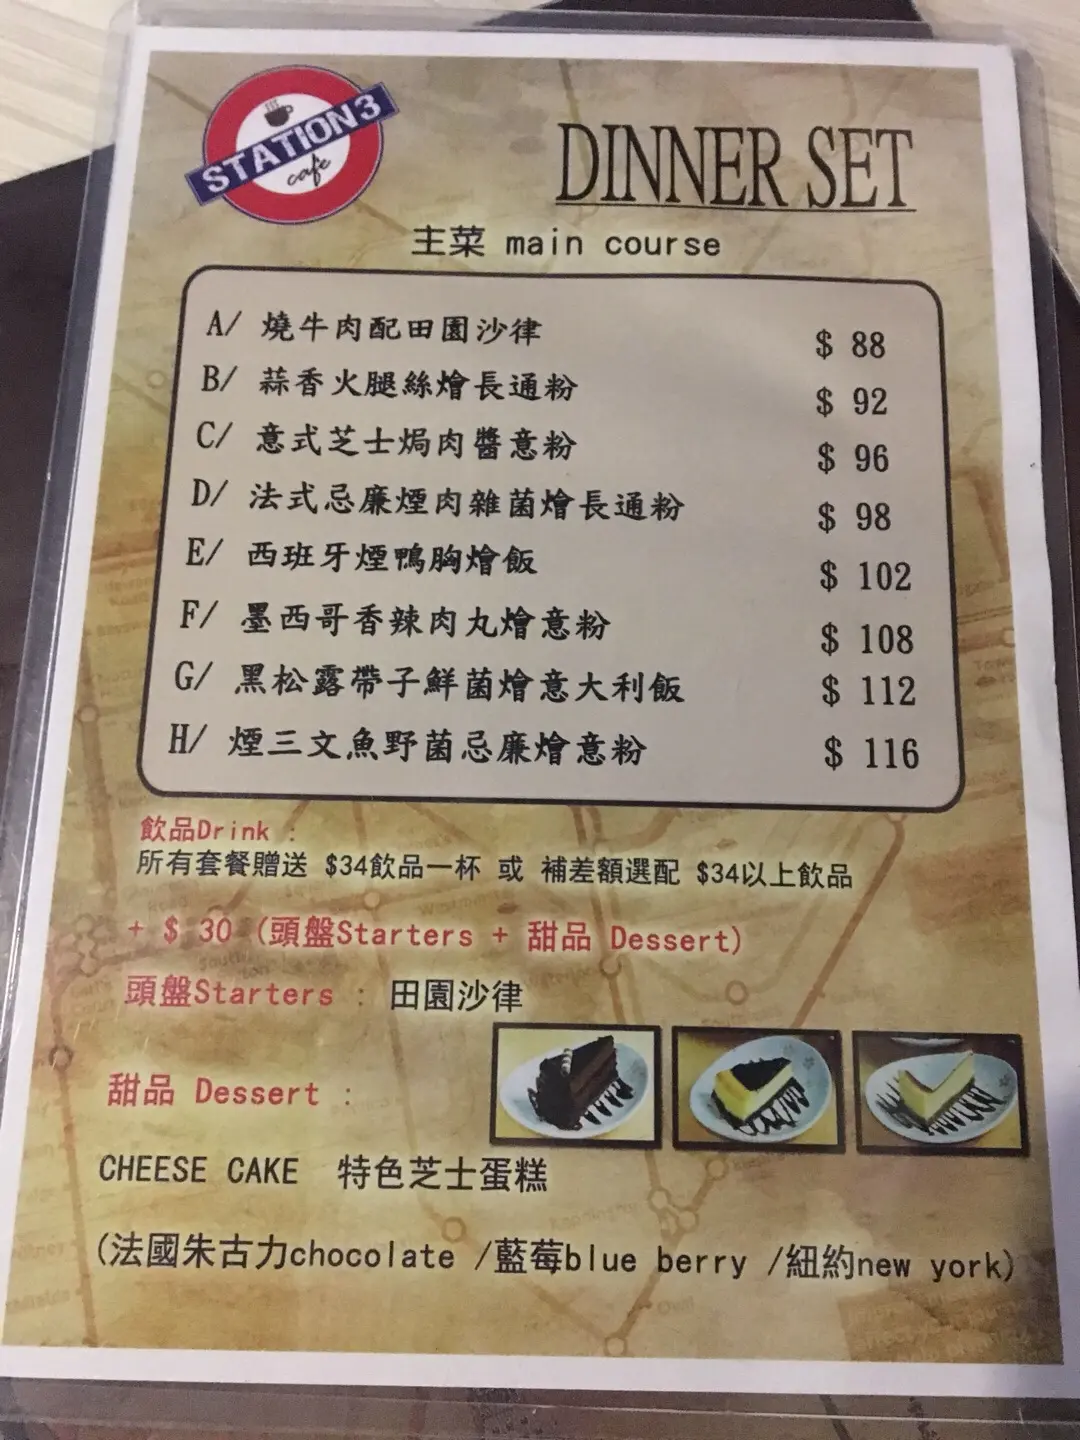 STATION3
cafe
DINNER SET
主菜 main course
A/ 燒牛肉配田園沙律 $ 88
B/ 蒜香火腿絲燴長通粉 $ 92
C/ 意式芝士焗肉醬意粉 $ 96
D/ 法式忌廉煙肉雜菌燴長通粉 $ 98
E/ 西班牙煙鴨胸燴飯 $ 102
F/ 墨西哥香辣肉丸燴意粉 $ 108
G/ 黑松露帶子鮮菌燴意大利飯 $ 112
H/ 煙三文魚野菌忌廉燴意粉 $ 116
飲品Drink :
所有套餐贈送 $34飲品一杯 或 補差額選配 $34以上飲品
+ $ 30 (頭盤Starters + 甜品 Dessert)
頭盤Starters : 田園沙律
甜品 Dessert :
CHEESE CAKE 特色芝士蛋糕
(法國朱古力chocolate /藍莓blue berry /紐約new york)